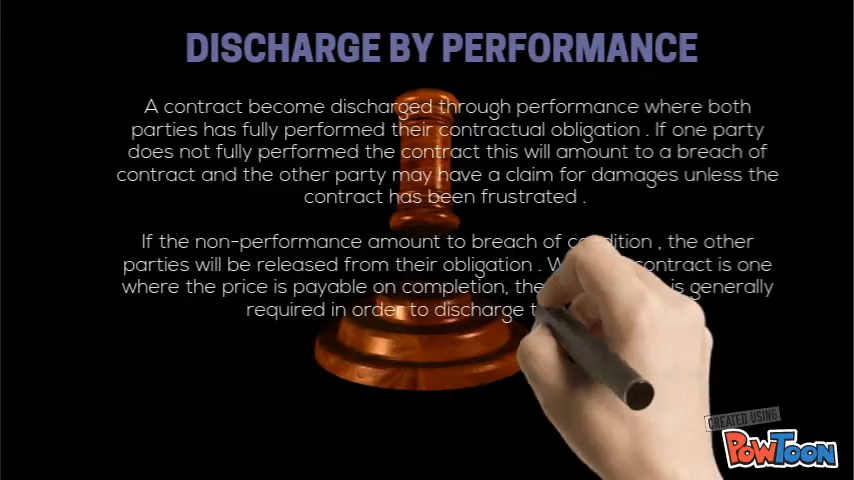 DISCHARGE BY PERFORMANCE
A contract become discharged through performance where both
parties has fully performed their contractual obligation . If one party
does not fully performed the contract this will amount to a breach of
contract and the other party may have a claim for damages unless the
contract has been frustrated .
If the non-performance amount to breach of condition , the other
parties will be released from their obligation . contract is one
where the price is payable on completion, is generally
required in order to discharge
CREATED USING
POWTOON